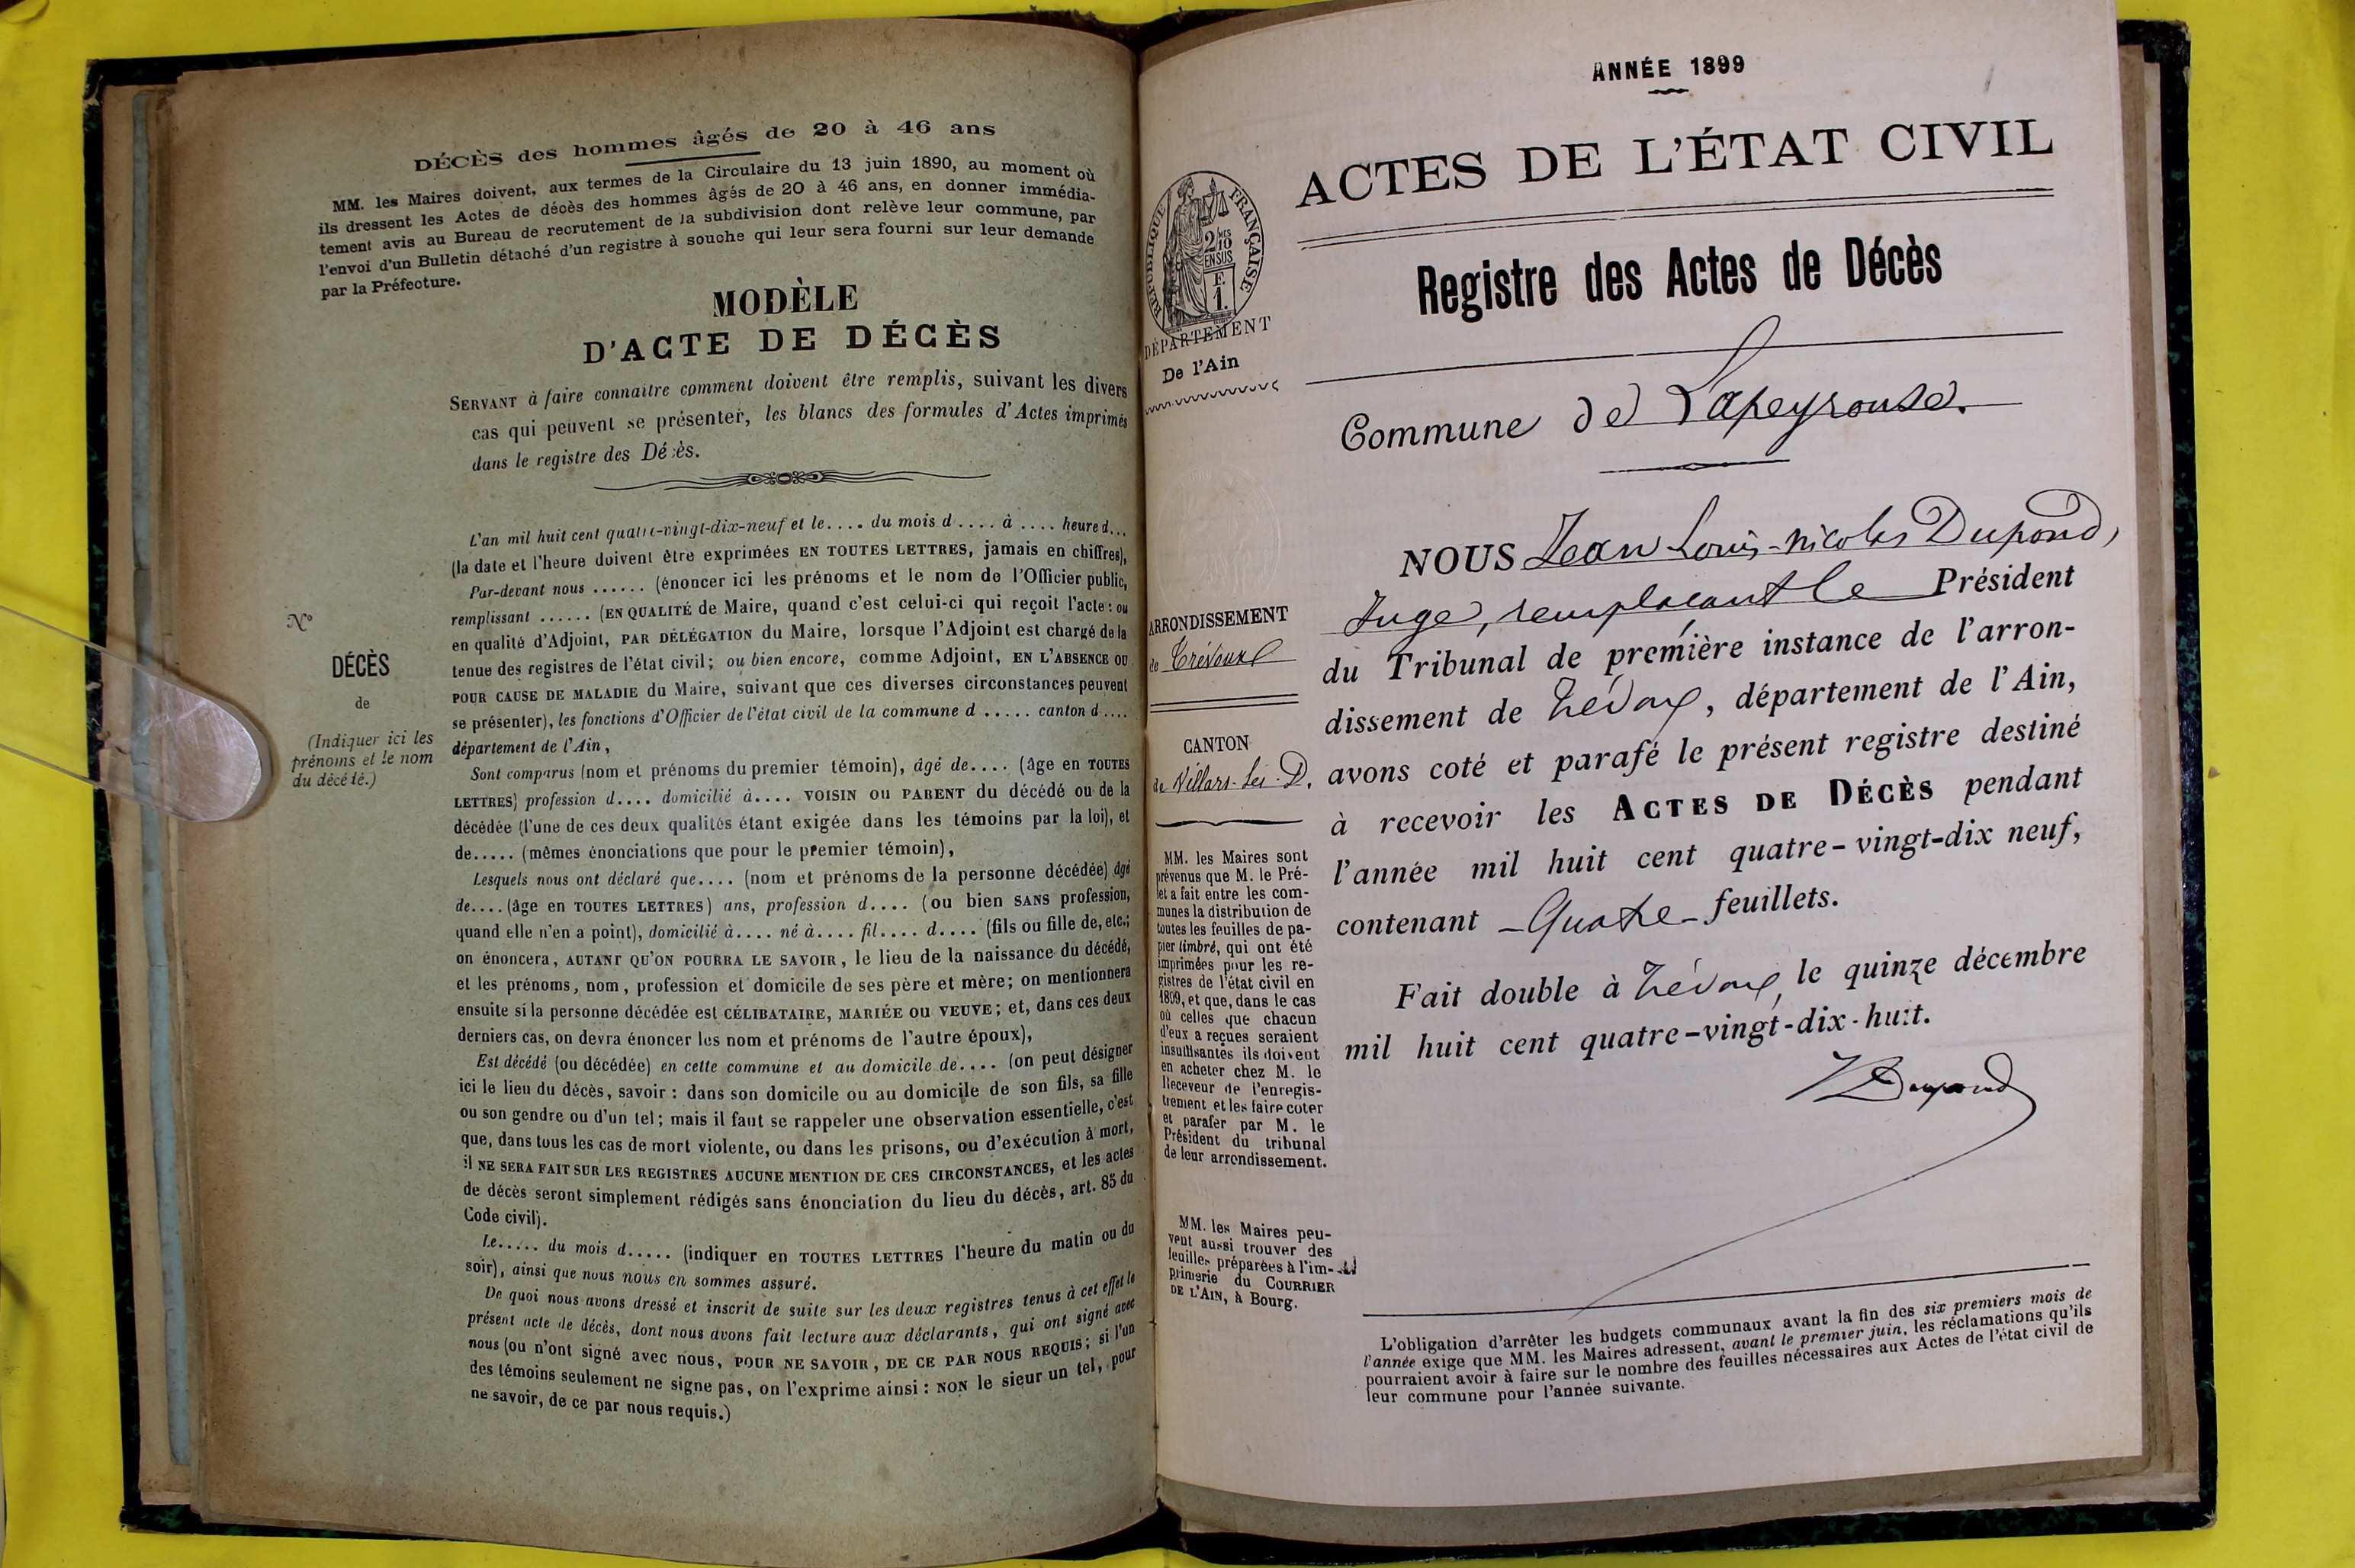 DÉCÈS des hommes âgés de 20 à 46 ans
MM. les Maires doivent, aux termes de la Circulaire du 13 juin 1890, au moment où
ils dressent les Actes de décès des hommes âgés de 20 à 46 ans, en donner immédia-
tement avis au Bureau de recrutement de la subdivision dont relève leur commune, par
l'envoi d'un Bulletin détaché d'un registre à souche qui leur sera fourni sur leur demande
par la Préfecture.
MODÈLE
D'ACTE DE DÉCÈS
SERVANT à faire connaître comment doivent être remplis, suivant les divers
cas qui peuvent se présenter, les blancs des formules d'Actes imprimés
dans le registre des Décès.
L'an mil huit cent quatre-vingt-dix-neuf et le.... du mois d.... à .... heure d...
(la date et l'heure doivent être exprimées EN TOUTES LETTRES, jamais en chiffres),
Par-devant nous ...... (énoncer ici les prénoms et le nom de l'Officier public,
remplissant ...... (EN QUALITÉ de Maire, quand c'est celui-ci qui reçoit l'acte: ou
en qualité d'Adjoint, PAR DÉLÉGATION du Maire, lorsque l'Adjoint est chargé de la
tenue des registres de l'état civil; ou bien encore, comme Adjoint, EN L'ABSENCE OU
POUR CAUSE DE MALADIE du Maire, suivant que ces diverses circonstances peuvent
se présenter), les fonctions d'Officier de l'état civil de la commune d ..... canton d ....
département de l'Ain,
N°
DÉCÈS
de
(Indiquer ici les
prénoms et le nom
du décédé.)
Sont comparus (nom et prénoms du premier témoin), âgé de.... (âge en TOUTES
LETTRES) profession d.... domicilié à.... VOISIN OU PARENT du décédé ou de la
décédée (l'une de ces deux qualités étant exigée dans les témoins par la loi), et
de..... (mêmes énonciations que pour le premier témoin),
Lesquels nous ont déclaré que.... (nom et prénoms de la personne décédée) âgé
de.... (âge en TOUTES LETTRES) ans, profession d.... (ou bien SANS profession,
quand elle n'en a point), domicilié à.... né à.... fil.... d.... (fils ou fille de, etc.;
on énoncera, AUTANT QU'ON POURRA LE SAVOIR, le lieu de la naissance du décédé,
et les prénoms, nom, profession et domicile de ses père et mère; on mentionnera
ensuite si la personne décédée est CÉLIBATAIRE, MARIÉE OU VEUVE; et, dans ces deux
derniers cas, on devra énoncer les nom et prénoms de l'autre époux),
Est décédé (ou décédée) en cette commune et au domicile de.... (on peut désigner
ici le lieu du décès, savoir : dans son domicile ou au domicile de son fils, sa fille
ou son gendre ou d'un tel; mais il faut se rappeler une observation essentielle, c'est
que, dans tous les cas de mort violente, ou dans les prisons, ou d'exécution à mort,
il NE SERA FAIT SUR LES REGISTRES AUCUNE MENTION DE CES CIRCONSTANCES, et les actes
de décès seront simplement rédigés sans énonciation du lieu du décès, art. 85 du
Code civil).
Le..... du mois d..... (indiquer en TOUTES LETTRES l'heure du matin ou du
soir), ainsi que nous nous en sommes assuré.
De quoi nous avons dressé et inscrit de suite sur les deux registres tenus à cet effet le
présent acte de décès, dont nous avons fait lecture aux déclarants, qui ont signé avec
nous (ou n'ont signé avec nous, POUR NE SAVOIR, DE CE PAR NOUS REQUIS; si l'un
des témoins seulement ne signe pas, on l'exprime ainsi : NON le sieur un tel, pour
ne savoir, de ce par nous requis.)
ANNÉE 1899
ACTES DE L'ÉTAT CIVIL
RÉPUBLIQUE FRANÇAISE
2/10 MES
EN SUS
F.
1.
DÉPARTEMENT
De l'Ain
Registre des Actes de Décès
Commune de Lapeyrouse.
NOUS Jean Louis-Nicolas Dupond,
Juge, remplaçant le Président
du Tribunal de première instance de l'arron-
dissement de Trévoux, département de l'Ain,
avons coté et parafé le présent registre destiné
à recevoir les ACTES DE DÉCÈS pendant
l'année mil huit cent quatre-vingt-dix neuf,
contenant - Quatre - feuillets.
Fait double à Trévoux, le quinze décembre
mil huit cent quatre-vingt-dix-huit.
Dupond
ARRONDISSEMENT
de Trévoux
CANTON
de Villars-les-D.
MM. les Maires sont
prévenus que M. le Pré-
fet a fait entre les com-
munes la distribution de
toutes les feuilles de pa-
pier timbré, qui ont été
imprimées pour les re-
gistres de l'état civil en
1899, et que, dans le cas
où celles que chacun
d'eux a reçues seraient
insuffisantes ils doivent
en acheter chez M. le
Receveur de l'enregis-
trement et les faire coter
et parafer par M. le
Président du tribunal
de leur arrondissement.
MM. les Maires peu-
vent aussi trouver des
feuilles préparées à l'im-
primerie du COURRIER
DE L'AIN, à Bourg.
L'obligation d'arrêter les budgets communaux avant la fin des six premiers mois de
l'année exige que MM. les Maires adressent, avant le premier juin, les réclamations qu'ils
pourraient avoir à faire sur le nombre des feuilles nécessaires aux Actes de l'état civil de
leur commune pour l'année suivante.